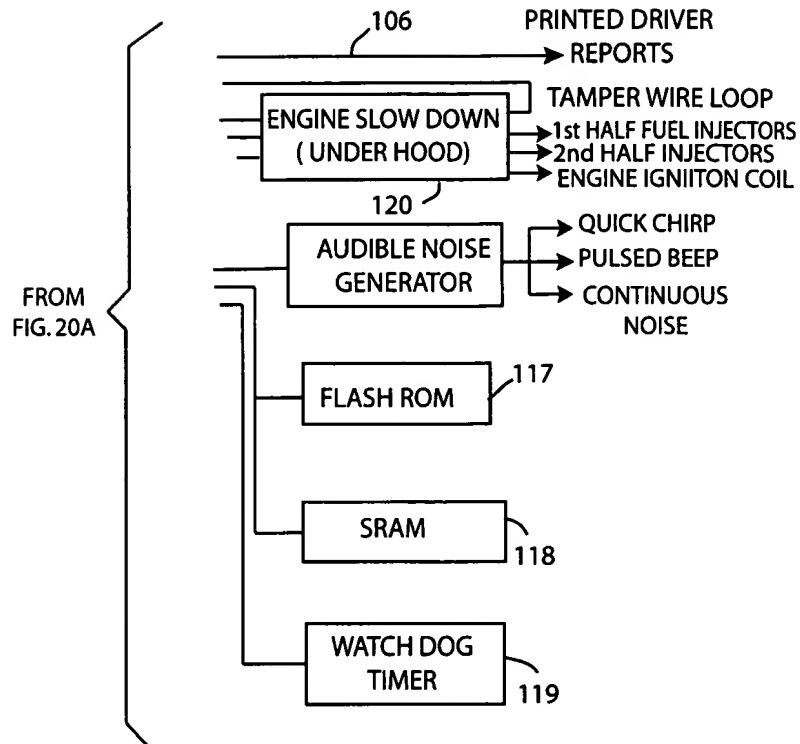 106
PRINTED DRIVER
REPORTS
TAMPER WIRE LOOP
ENGINE SLOW DOWN
( UNDER HOOD)
1st HALF FUEL INJECTORS
2nd HALF INJECTORS
ENGINE IGNIITON COIL
120
AUDIBLE NOISE
GENERATOR
QUICK CHIRP
PULSED BEEP
CONTINUOUS
NOISE
FROM
FIG. 20A
FLASH ROM
117
SRAM
118
WATCH DOG
TIMER
119